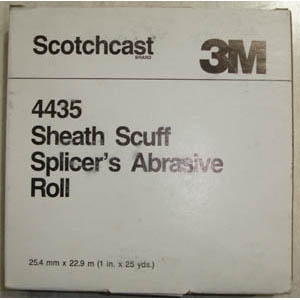 Scotchcast 3M
BRAND
4435
Sheath Scuff
Splicer's Abrasive
Roll
25.4 mm x 22.9 m (1 in. x 25 yds.)